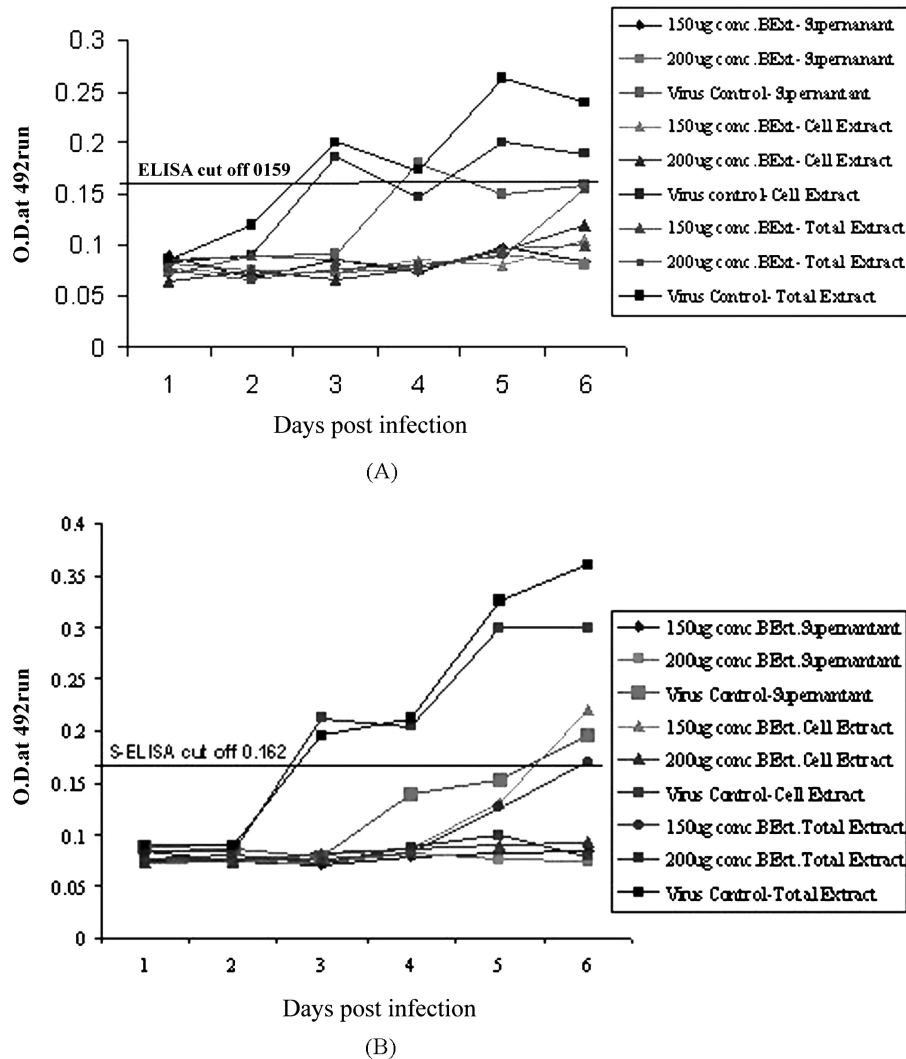 0.3
0.25
0.2
0.15
0.1
0.05
0
O.D.at 492run
ELISA cut off 0159
1 2 3 4 5 6
Days post infection
150ug conc.BExt-Supernanant
200ug conc.BExt-Supernanant
Virus Control-Supernantant
150ug conc.BExt-Cell Extract
200ug conc.BExt-Cell Extract
Virus control-Cell Extract
150ug conc.BExt-Total Extract
200ug conc.BExt-Total Extract
Virus Control-Total Extract
(A)
0.4
0.35
0.3
0.25
0.2
0.15
0.1
0.05
0
O.D.at 492run
S-ELISA cut off 0.162
1 2 3 4 5 6
Days post infection
150ug conc.BExt.Supernantant
200ug conc.BExt.Supernantant
Virus Control-Supernantant
150ug conc.BExt.Cell Extract
200ug conc.BExt.Cell Extract
Virus Control-Cell Extract
150ug conc.BExt.Total Extract
200ug conc.BExt.Total Extract
Virus Control-Total Extract
(B)